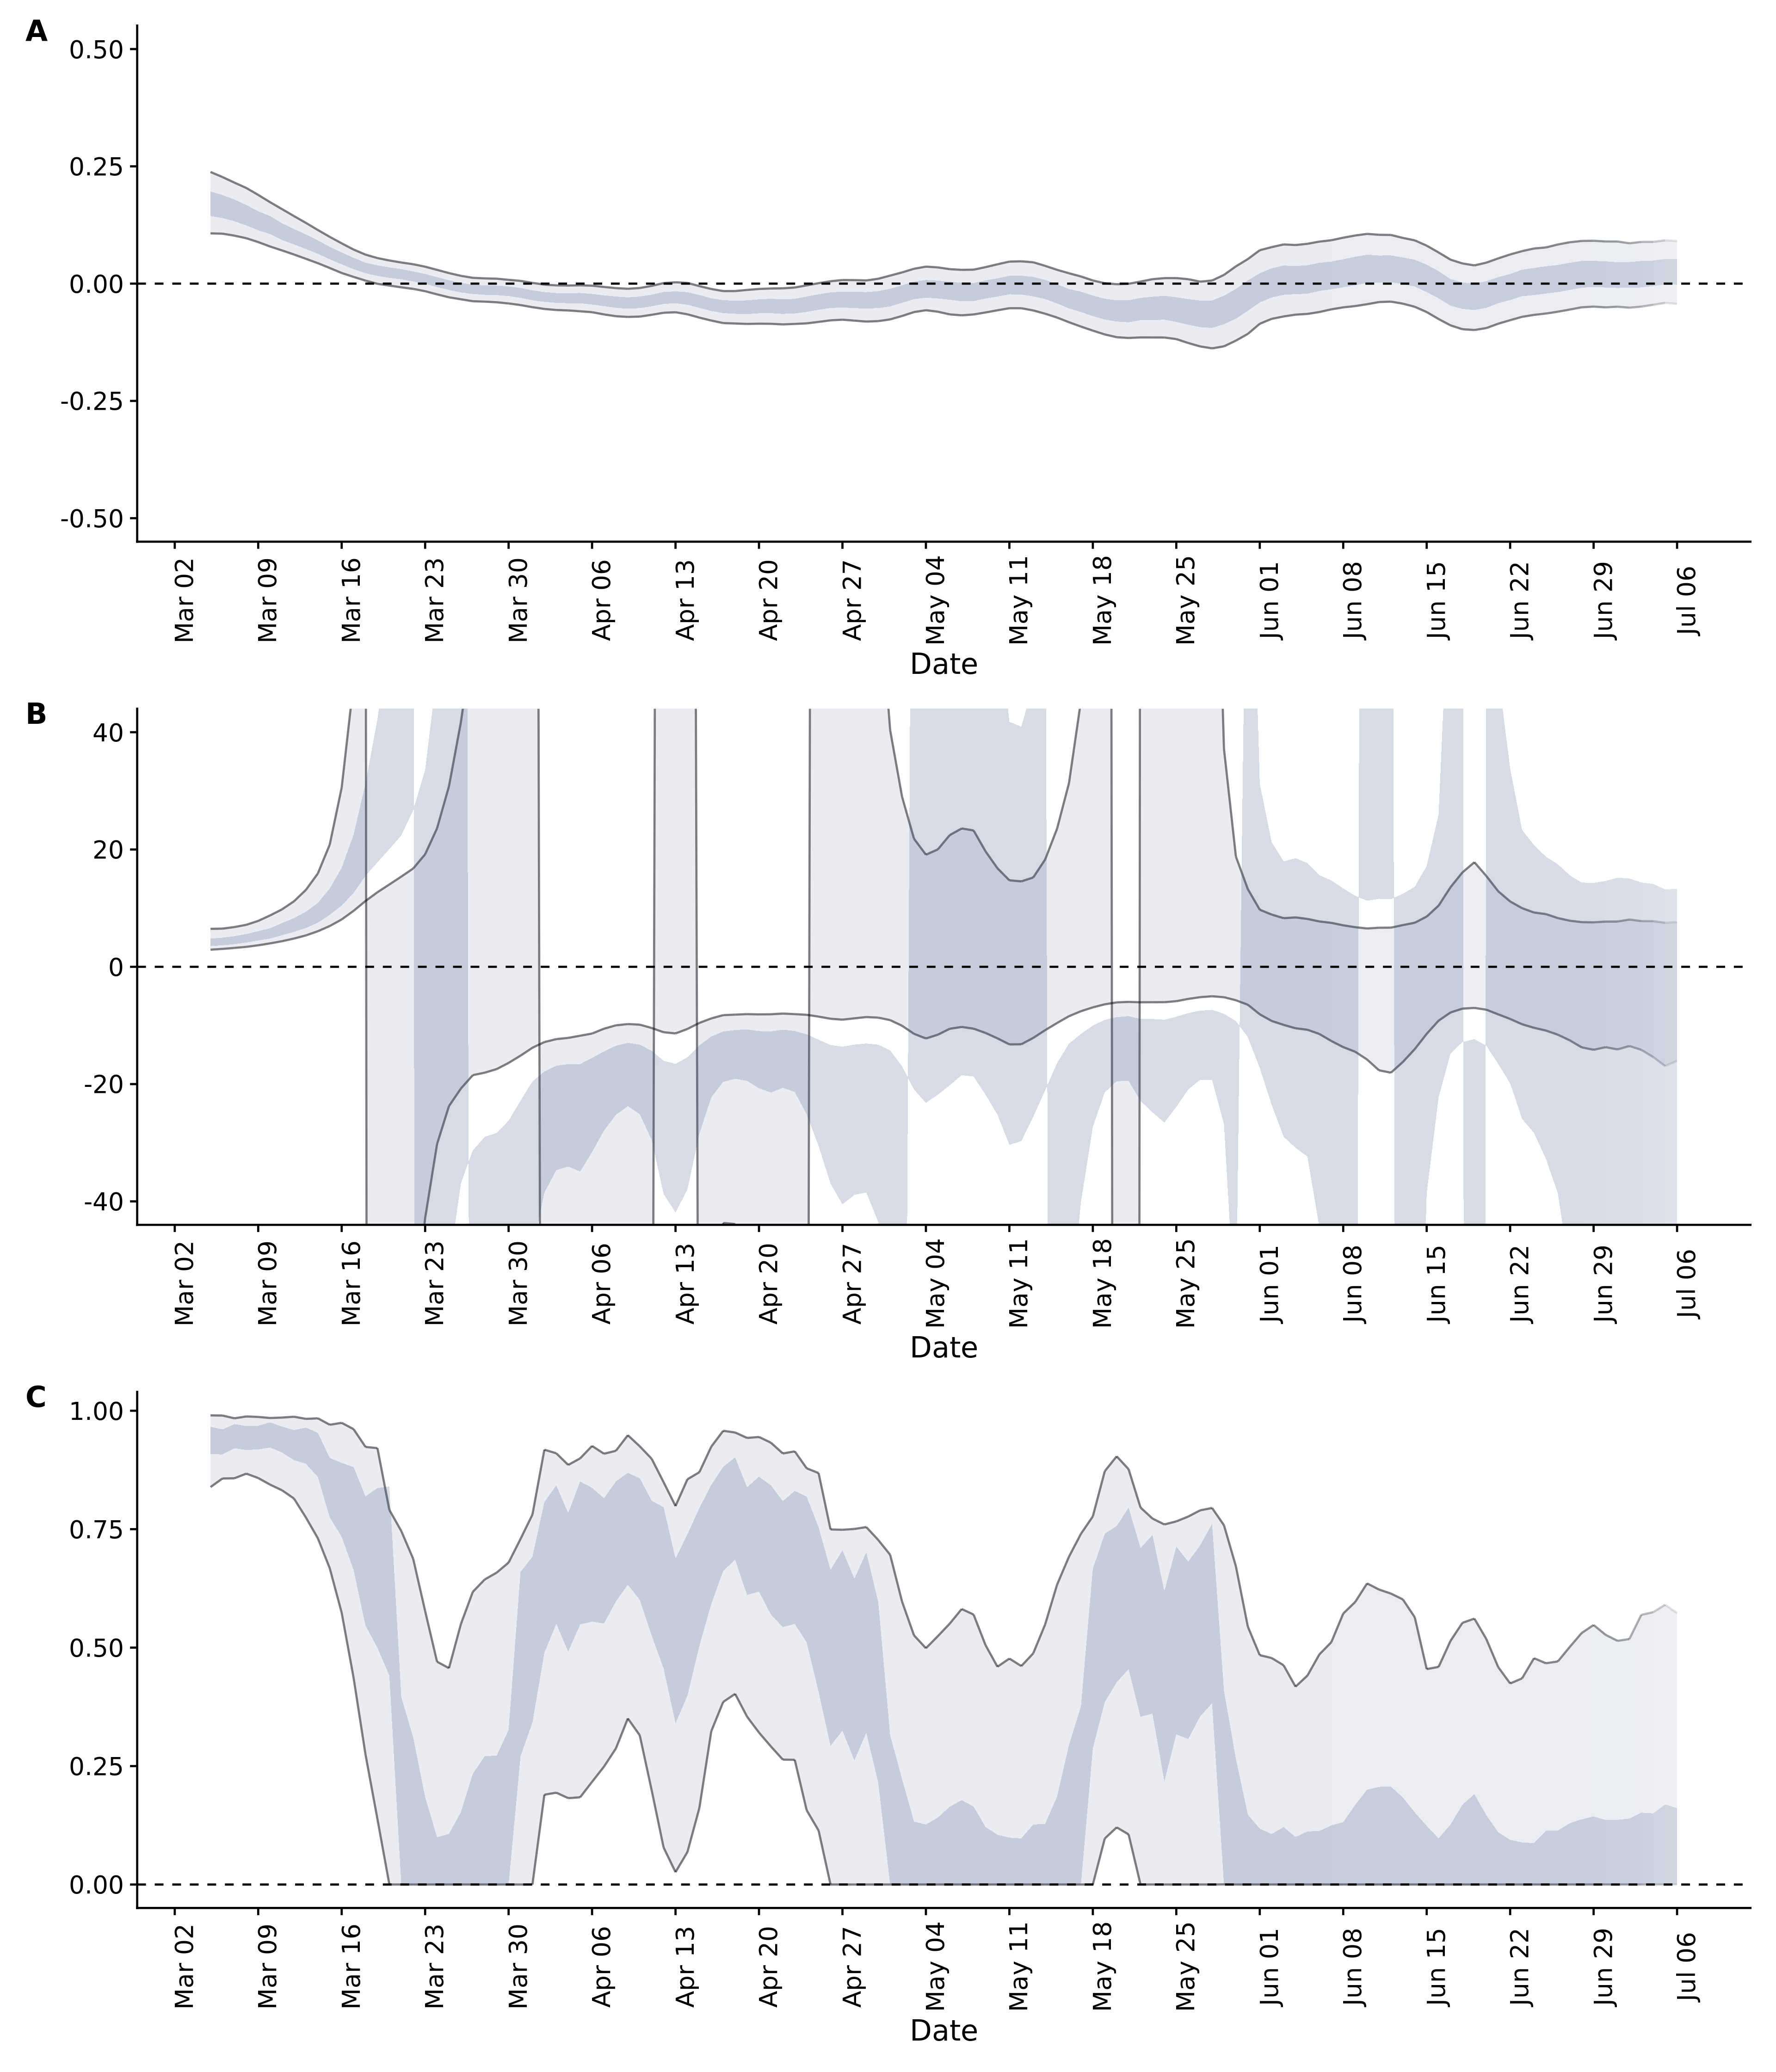 A
0.50
0.25
0.00
-0.25
-0.50
Mar 02
Mar 09
Mar 16
Mar 23
Mar 30
Apr 06
Apr 13
Apr 20
Apr 27
May 04
May 11
May 18
May 25
Jun 01
Jun 08
Jun 15
Jun 22
Jun 29
Jul 06
Date
B
40
20
0
-20
-40
Mar 02
Mar 09
Mar 16
Mar 23
Mar 30
Apr 06
Apr 13
Apr 20
Apr 27
May 04
May 11
May 18
May 25
Jun 01
Jun 08
Jun 15
Jun 22
Jun 29
Jul 06
Date
C
1.00
0.75
0.50
0.25
0.00
Mar 02
Mar 09
Mar 16
Mar 23
Mar 30
Apr 06
Apr 13
Apr 20
Apr 27
May 04
May 11
May 18
May 25
Jun 01
Jun 08
Jun 15
Jun 22
Jun 29
Jul 06
Date